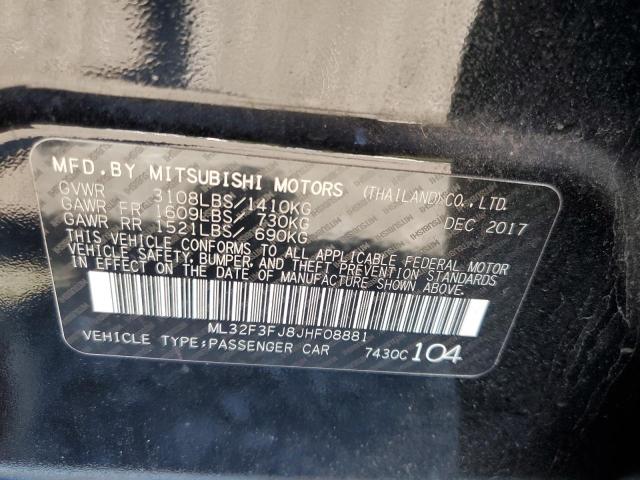 MFD.BY MITSUBISHI MOTORS (THAILAND)CO.,LTD.
GVWR 3108LBS/1410KG
GAWR FR 1609LBS/ 730KG DEC 2017
GAWR RR 1521LBS/ 690KG
THIS VEHICLE CONFORMS TO ALL APPLICABLE FEDERAL MOTOR
VEHICLE SAFETY, BUMPER, AND THEFT PREVENTION STANDARDS
IN EFFECT ON THE DATE OF MANUFACTURE SHOWN ABOVE.
ML32F3FJ8JHF08881
VEHICLE TYPE:PASSENGER CAR 7430C 104